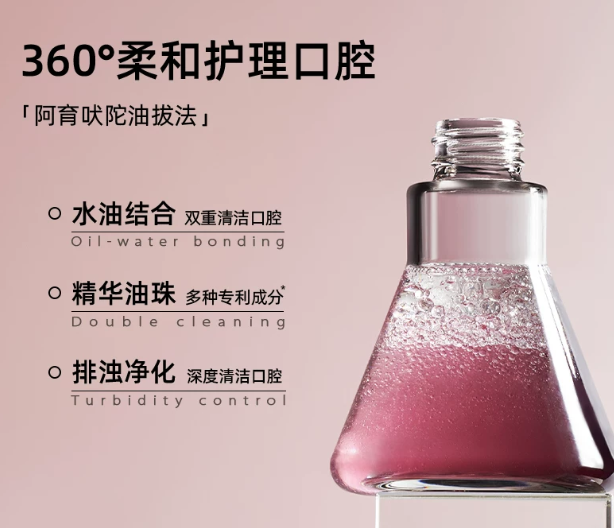 360°柔和护理口腔
「阿育吠陀油拔法」
水油结合 双重清洁口腔
Oil-water bonding
精华油珠 多种专利成分*
Double cleaning
排浊净化 深度清洁口腔
Turbidity control